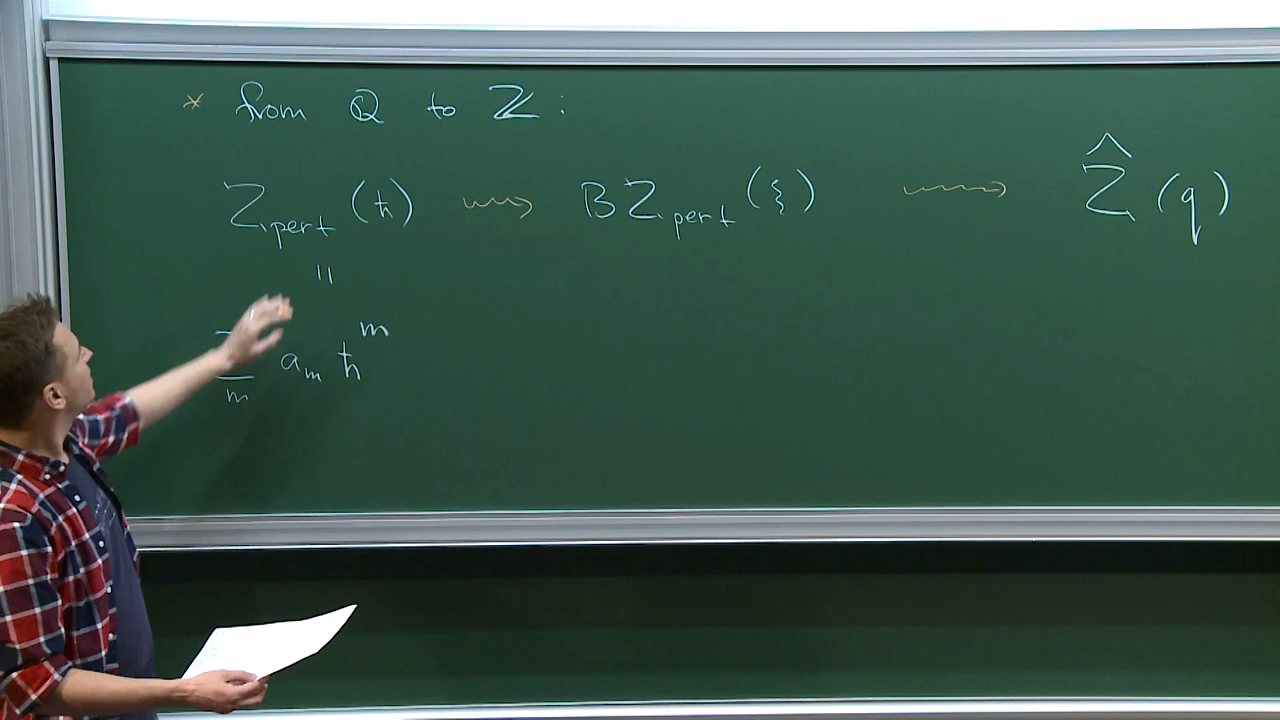 * from Q to ℤ :
Z_pert (ħ) ⇝ BZ_pert (ξ) ⇝ Ẑ (q)
"
Σ_m a_m ħ^m